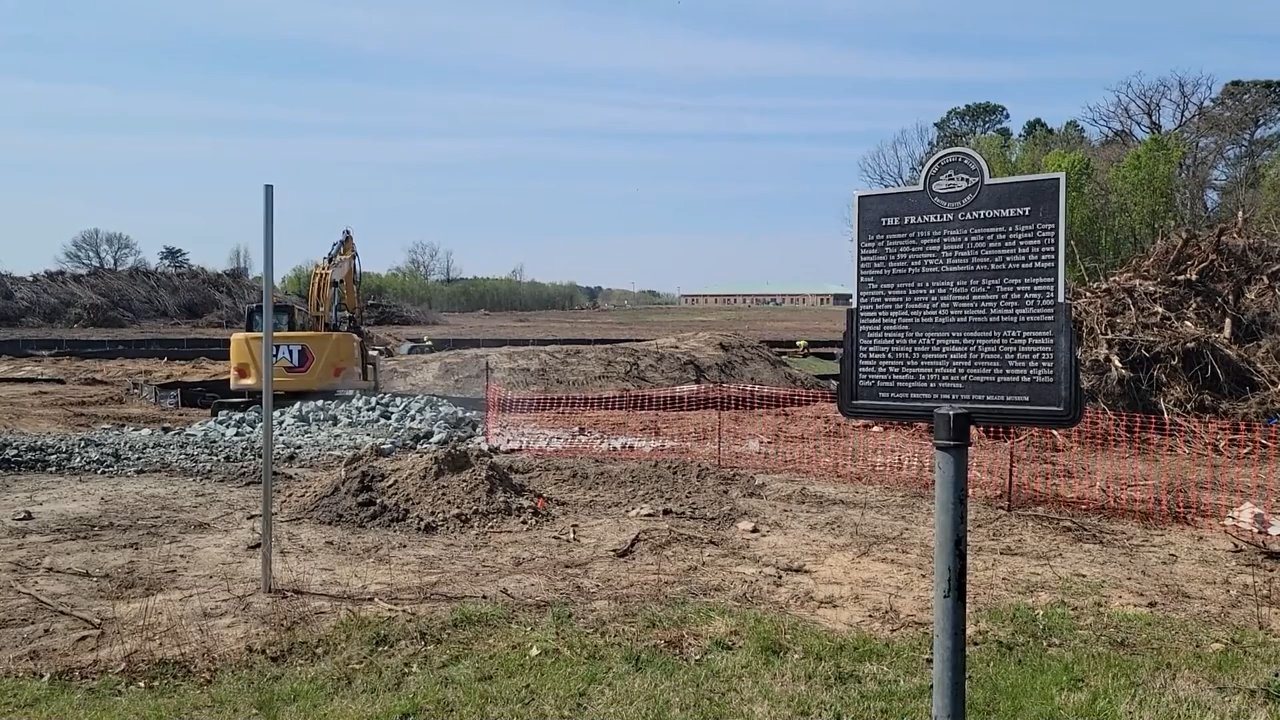 CAT
FORT GEORGE G. MEADE
UNITED STATES ARMY
THE FRANKLIN CANTONMENT
In the summer of 1918 the Franklin Cantonment, a Signal Corps
Camp of Instruction, opened within a mile of the original Camp
Meade. This 400-acre camp housed 11,000 men and women (18
battalions) in 599 structures. The Franklin Cantonment had its own
drill hall, theater, and YWCA Hostess House, all within the area
bordered by Ernie Pyle Street, Chamberlin Ave, Rock Ave and Mapes
Road.
The camp served as a training site for Signal Corps telephone
operators, women known as the "Hello Girls." These were among
the first women to serve as uniformed members of the Army, 24
years before the founding of the Women's Army Corps. Of 7,000
women who applied, only about 450 were selected. Minimal qualifications
included being fluent in both English and French and being in excellent
physical condition.
Initial training for the operators was conducted by AT&T personnel.
Once finished with the AT&T program, they reported to Camp Franklin
for military training under the guidance of Signal Corps instructors.
On March 6, 1918, 33 operators sailed for France, the first of 233
female operators who eventually served overseas. When the war
ended, the War Department refused to consider the women eligible
for veteran's benefits. In 1971 an act of Congress granted the "Hello
Girls" formal recognition as veterans.
THIS PLAQUE ERECTED IN 1996 BY THE FORT MEADE MUSEUM